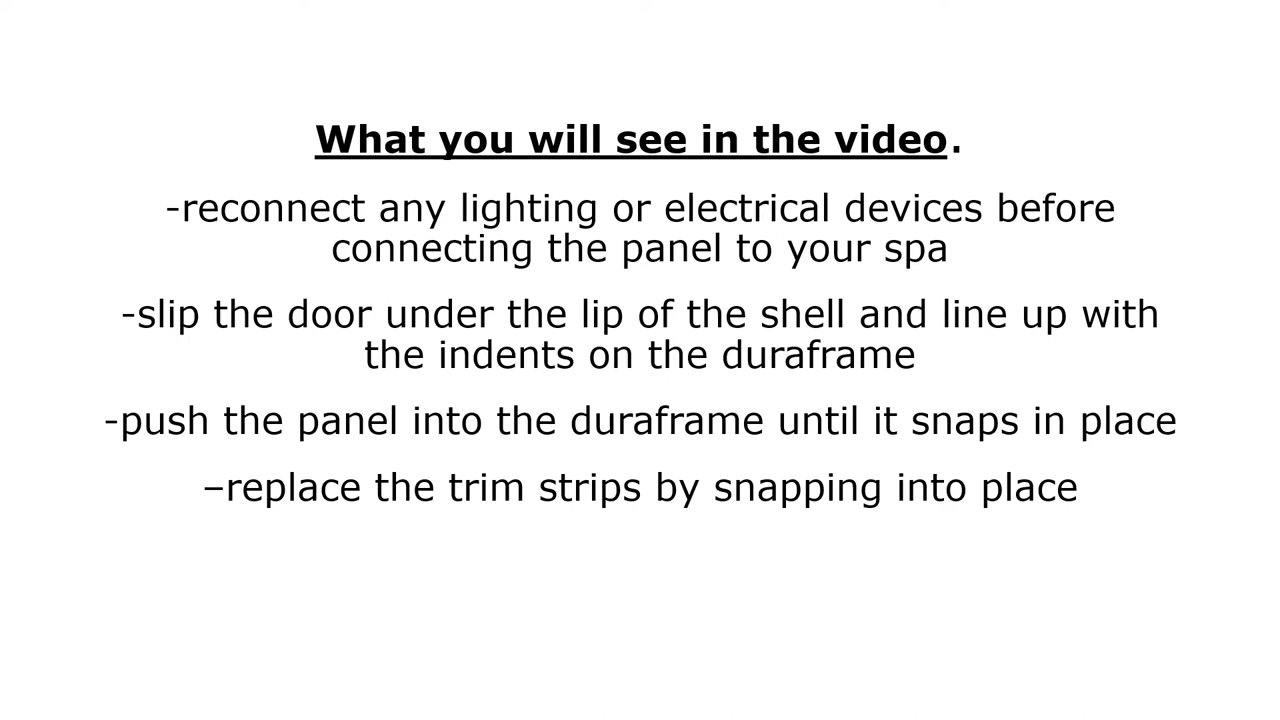 What you will see in the video.
-reconnect any lighting or electrical devices before
connecting the panel to your spa
-slip the door under the lip of the shell and line up with
the indents on the duraframe
-push the panel into the duraframe until it snaps in place
–replace the trim strips by snapping into place